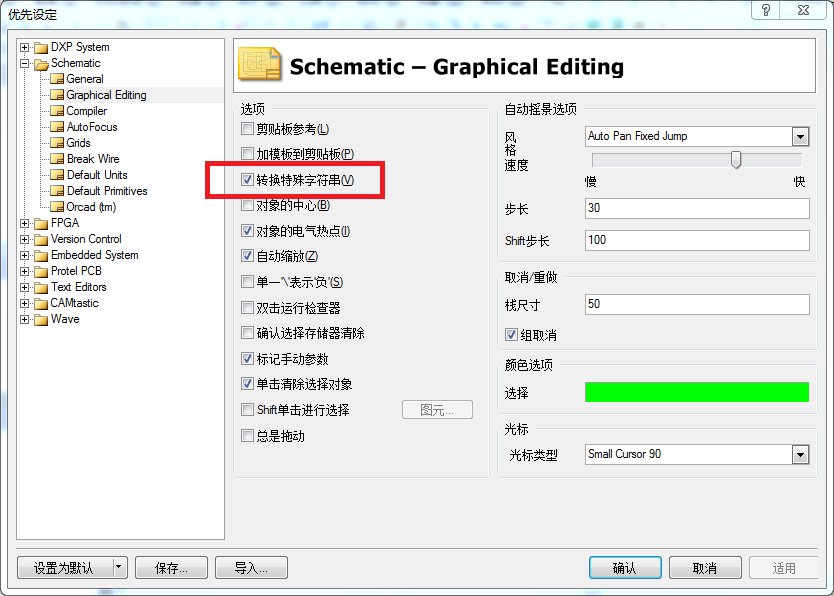 优先设定
DXP System
Schematic
General
Graphical Editing
Compiler
AutoFocus
Grids
Break Wire
Default Units
Default Primitives
Orcad (tm)
FPGA
Version Control
Embedded System
Protel PCB
Text Editors
CAMtastic
Wave
Schematic – Graphical Editing
选项
剪贴板参考(L)
加模板到剪贴板(P)
转换特殊字符串(V)
对象的中心(B)
对象的电气热点(I)
自动缩放(Z)
单一'\'表示'负'(S)
双击运行检查器
确认选择存储器清除
标记手动参数
单击清除选择对象
Shift单击进行选择
图元...
总是拖动
自动摇景选项
风格
Auto Pan Fixed Jump
速度
慢
快
步长
30
Shift步长
100
取消/重做
栈尺寸
50
组取消
颜色选项
选择
光标
光标类型
Small Cursor 90
设置为默认
保存...
导入...
确认
取消
适用